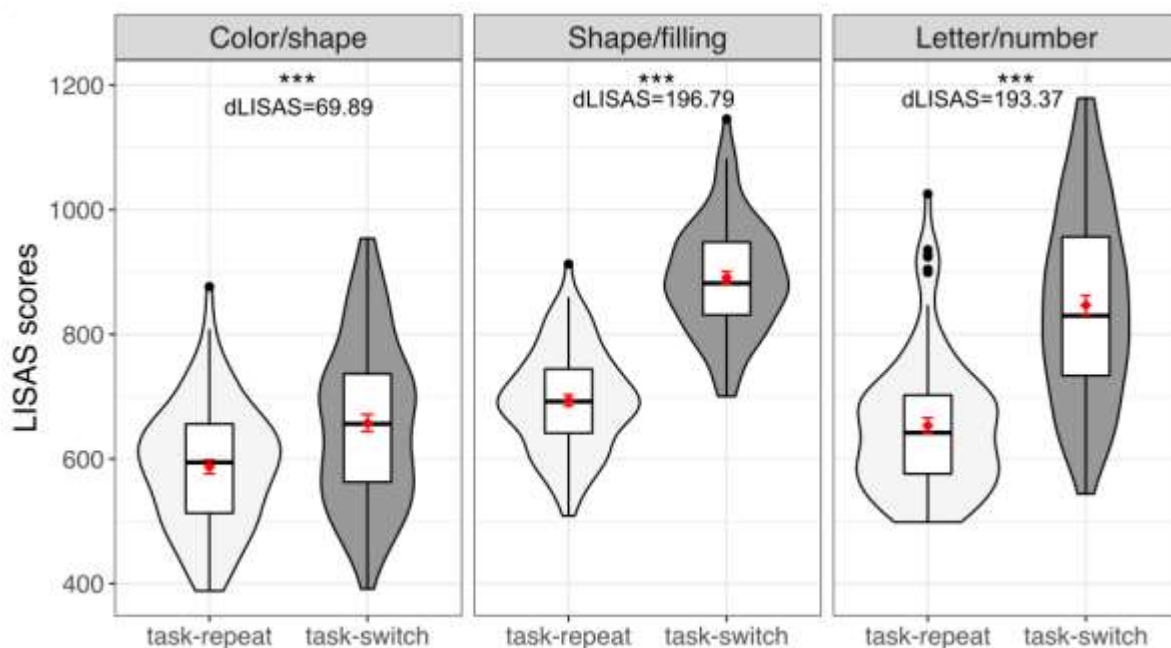 Color/shape
Shape/filling
Letter/number
***
dLISAS=69.89
***
dLISAS=196.79
***
dLISAS=193.37
LISAS scores
1200
1000
800
600
400
task-repeat task-switch
task-repeat task-switch
task-repeat task-switch